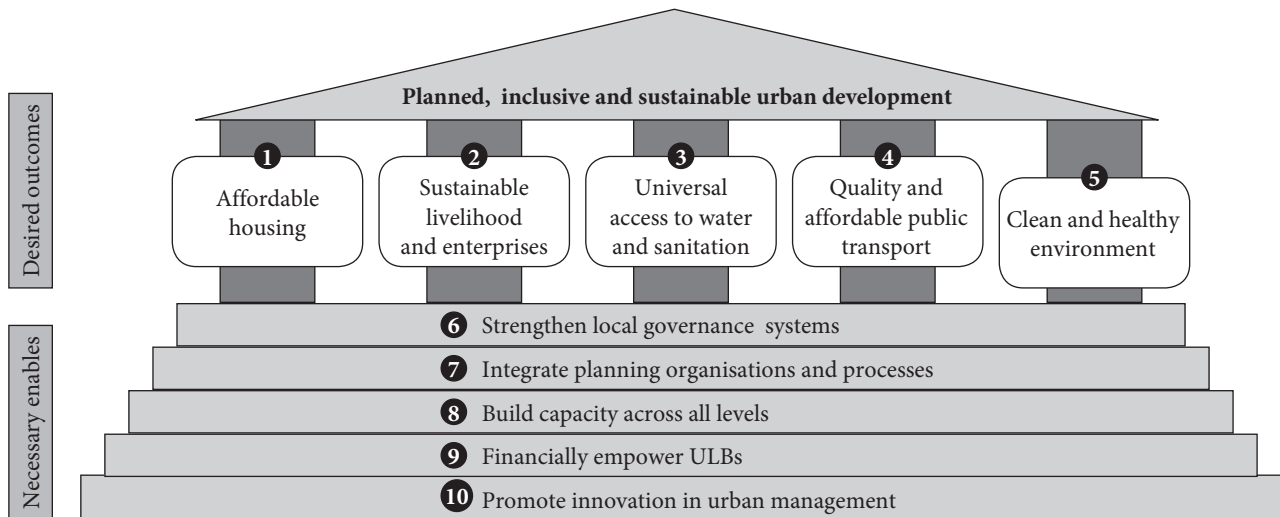 Planned, inclusive and sustainable urban development
Desired outcomes
1
Affordable
housing
2
Sustainable
livelihood
and enterprises
3
Universal
access to water
and sanitation
4
Quality and
affordable public
transport
5
Clean and healthy
environment
Necessary enables
6 Strengthen local governance systems
7 Integrate planning organisations and processes
8 Build capacity across all levels
9 Financially empower ULBs
10 Promote innovation in urban management